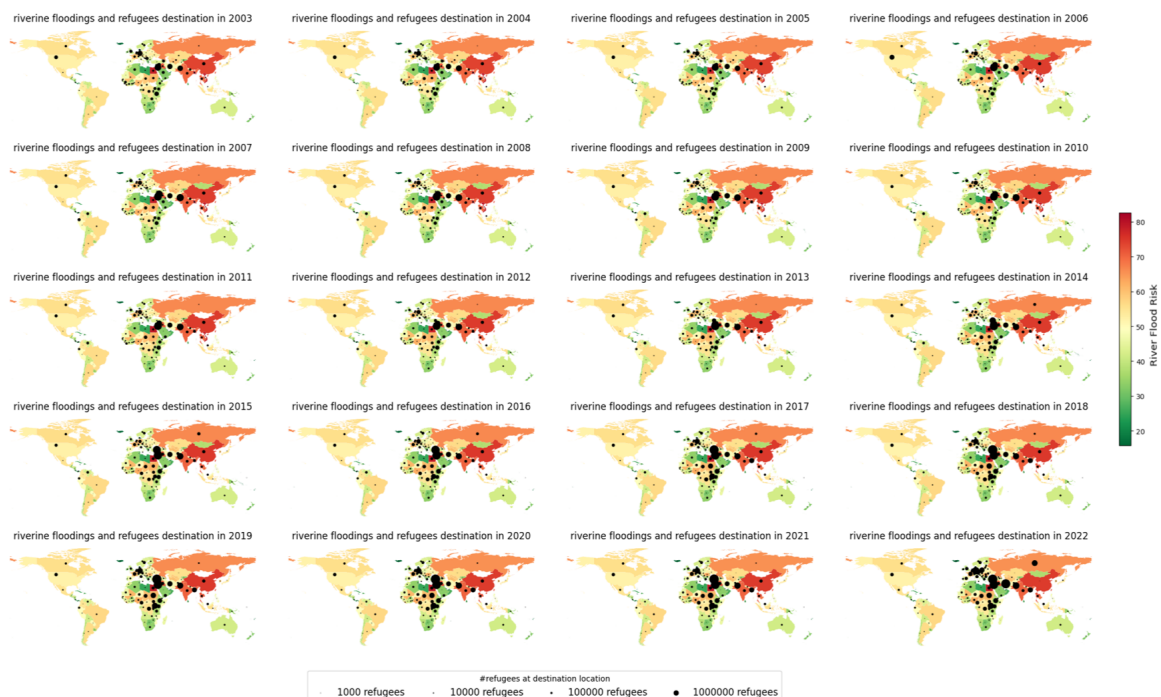 riverine floodings and refugees destination in 2003
riverine floodings and refugees destination in 2004
riverine floodings and refugees destination in 2005
riverine floodings and refugees destination in 2006
riverine floodings and refugees destination in 2007
riverine floodings and refugees destination in 2008
riverine floodings and refugees destination in 2009
riverine floodings and refugees destination in 2010
riverine floodings and refugees destination in 2011
riverine floodings and refugees destination in 2012
riverine floodings and refugees destination in 2013
riverine floodings and refugees destination in 2014
riverine floodings and refugees destination in 2015
riverine floodings and refugees destination in 2016
riverine floodings and refugees destination in 2017
riverine floodings and refugees destination in 2018
riverine floodings and refugees destination in 2019
riverine floodings and refugees destination in 2020
riverine floodings and refugees destination in 2021
riverine floodings and refugees destination in 2022
80
70
60
50
40
30
20
River Flood Risk
#refugees at destination location
1000 refugees 10000 refugees 100000 refugees 1000000 refugees